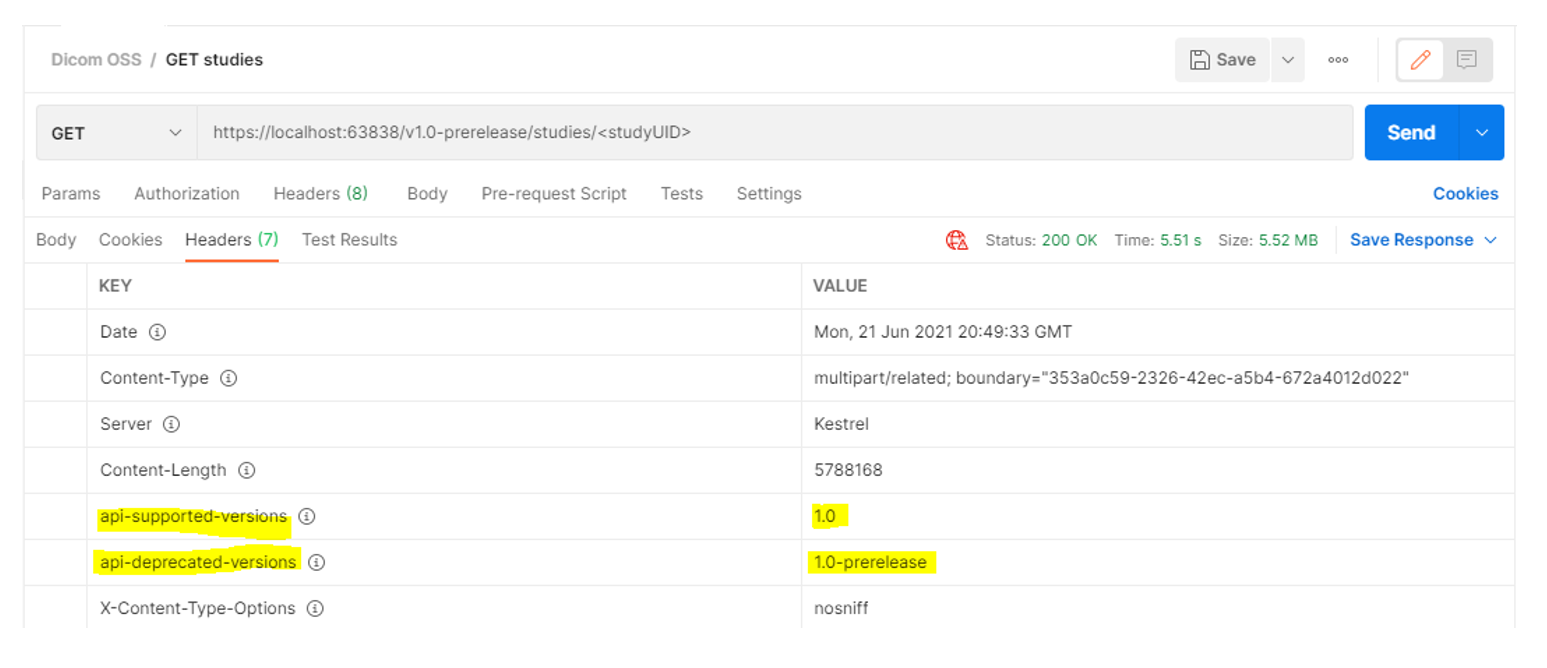 Dicom OSS / GET studies
Save
GET
https://localhost:63838/v1.0-prerelease/studies/<studyUID>
Send
Params Authorization Headers (8) Body Pre-request Script Tests Settings Cookies
Body Cookies Headers (7) Test Results Status: 200 OK Time: 5.51 s Size: 5.52 MB Save Response
KEY VALUE
Date Mon, 21 Jun 2021 20:49:33 GMT
Content-Type multipart/related; boundary="353a0c59-2326-42ec-a5b4-672a4012d022"
Server Kestrel
Content-Length 5788168
api-supported-versions 1.0
api-deprecated-versions 1.0-prerelease
X-Content-Type-Options nosniff